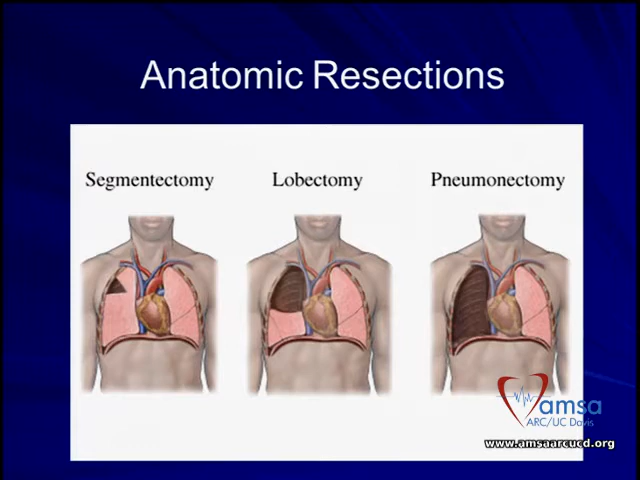 Anatomic Resections
Segmentectomy Lobectomy Pneumonectomy
amsa
ARC/UC Davis
www.amsaarcucd.org